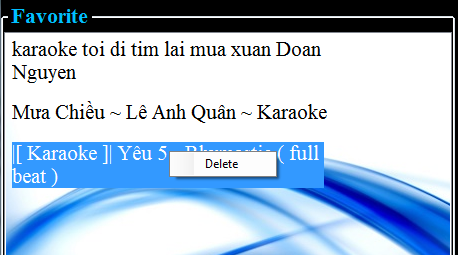 Favorite
karaoke toi di tim lai mua xuan Doan
Nguyen
Mưa Chiều ~ Lê Anh Quân ~ Karaoke
|[ Karaoke ]| Yêu 5 ( full
beat )
Delete